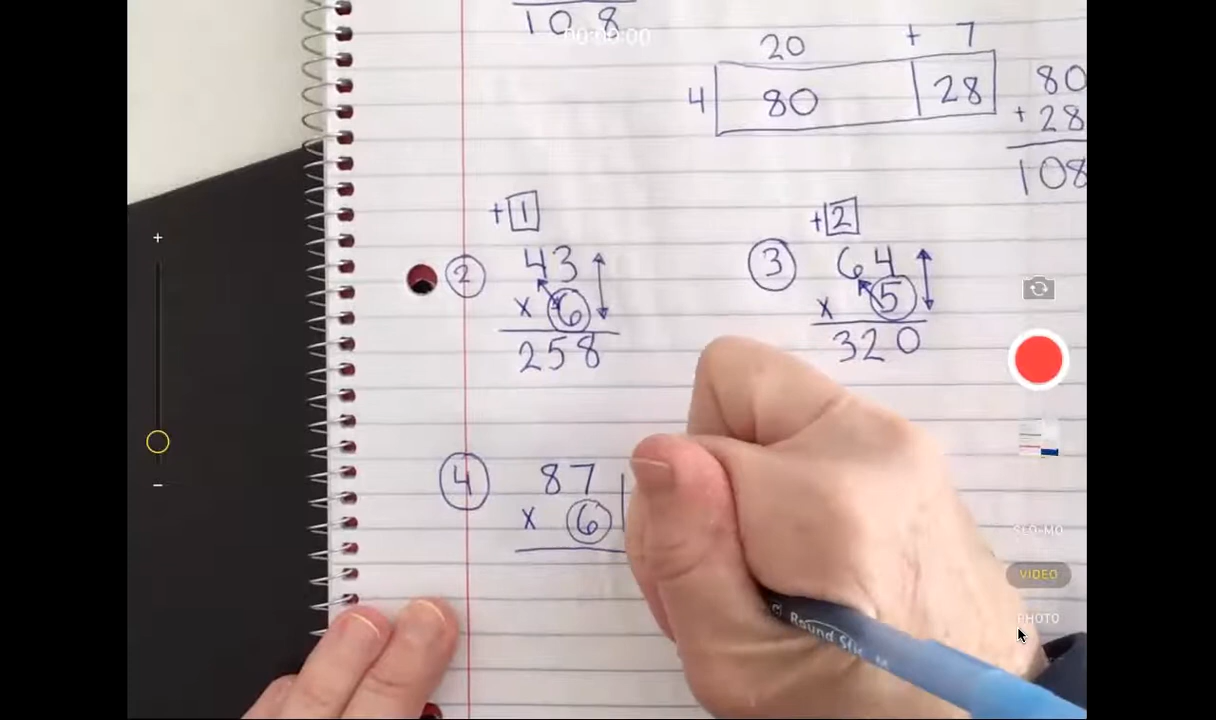 108
00:00:00
20 + 7
4 80 28
80
+ 28
108
+ 1
2 43
x 6
258
+ 2
3 64
x 5
320
4 87
x 6
Round Stic M
SLO-MO
VIDEO
PHOTO